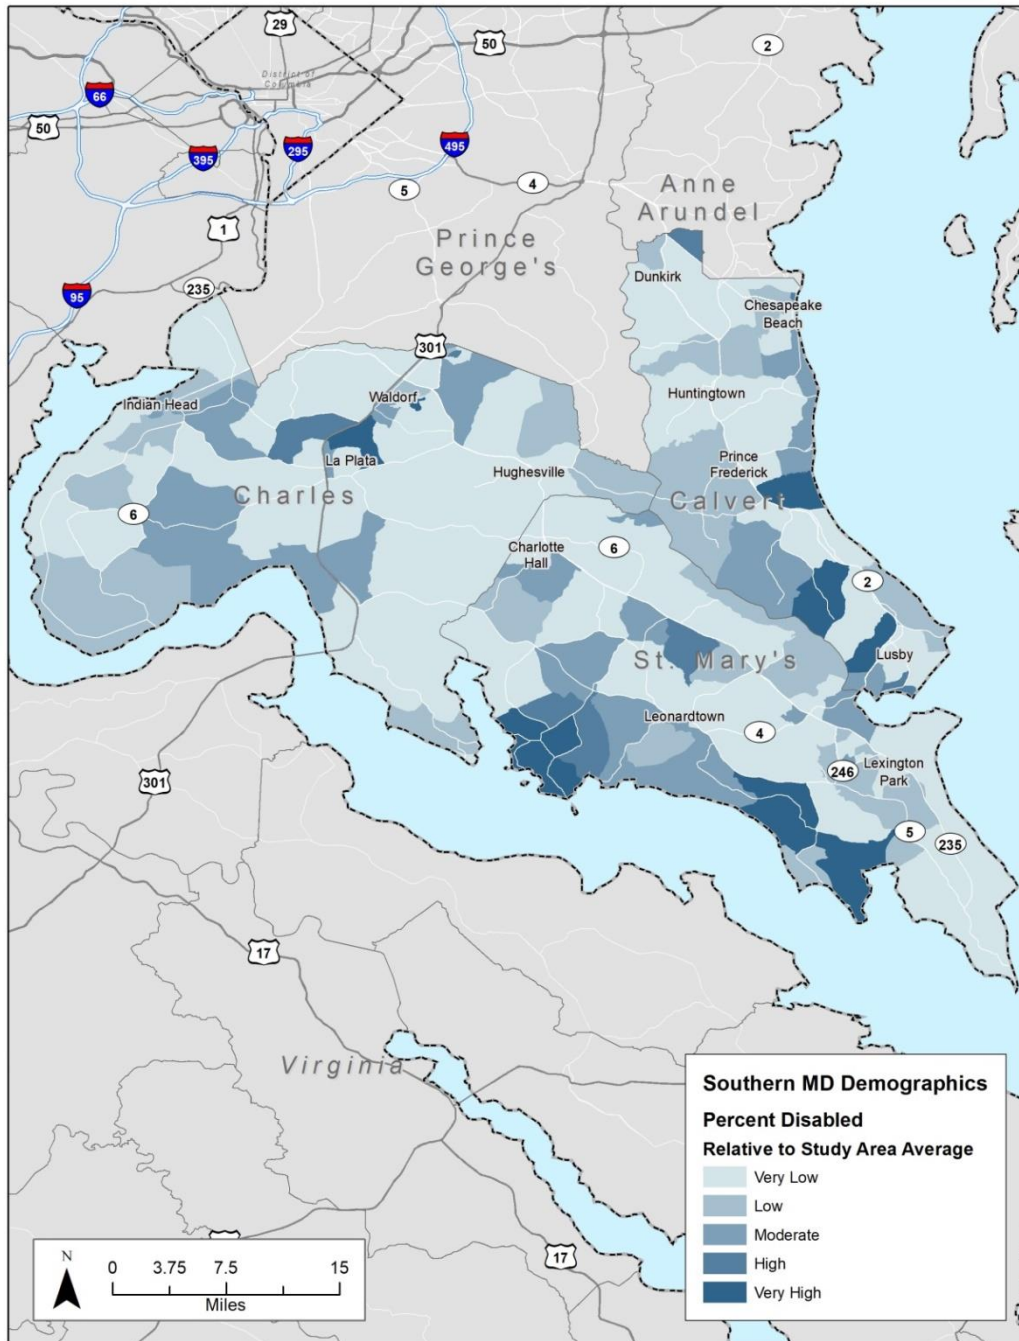 29
50
2
District of
Columbia
66
50
395
295
495
5
4
1
Anne
Arundel
Prince
George's
95
235
Dunkirk
Chesapeake
Beach
301
Huntingtown
Indian Head
Waldorf
La Plata
Hughesville
Prince
Frederick
Charles
Calvert
6
Charlotte
Hall
6
2
St. Mary's
Lusby
Leonardtown
4
301
246
Lexington
Park
5
235
17
Virginia
17
Southern MD Demographics
Percent Disabled
Relative to Study Area Average
Very Low
Low
Moderate
High
Very High
N
0 3.75 7.5 15
Miles